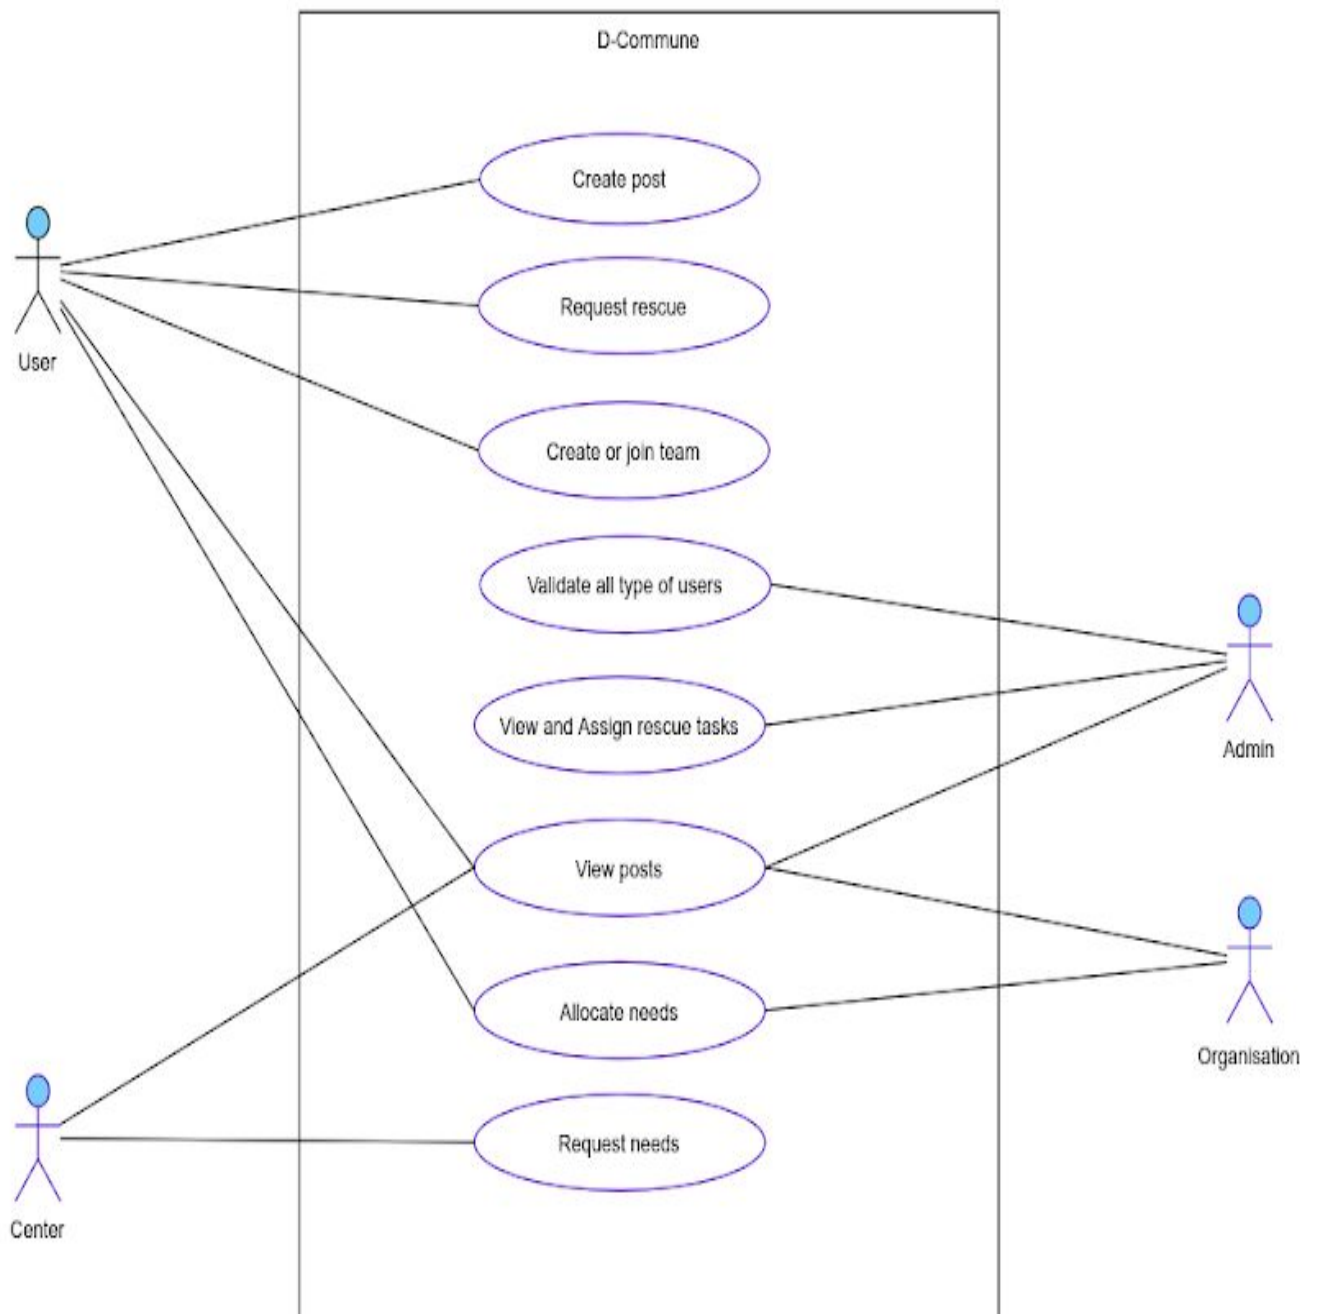 D-Commune
Create post
Request rescue
User
Create or join team
Validate all type of users
View and Assign rescue tasks
Admin
View posts
Allocate needs
Organisation
Request needs
Center